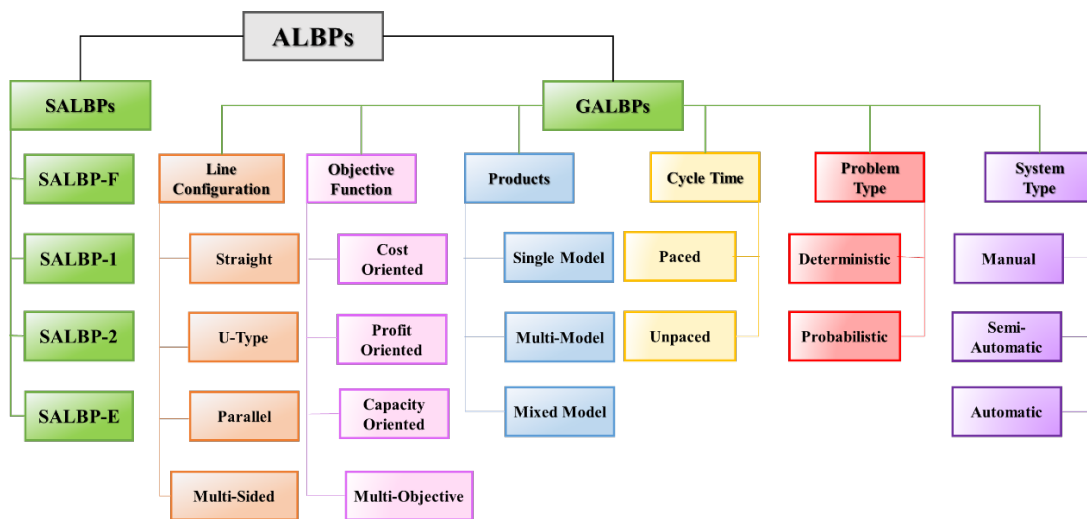 ALBPs
SALBPs
GALBPs
SALBP-F
SALBP-1
SALBP-2
SALBP-E
Line
Configuration
Straight
U-Type
Parallel
Multi-Sided
Objective
Function
Cost
Oriented
Profit
Oriented
Capacity
Oriented
Multi-Objective
Products
Single Model
Multi-Model
Mixed Model
Cycle Time
Paced
Unpaced
Problem
Type
Deterministic
Probabilistic
System
Type
Manual
Semi-
Automatic
Automatic